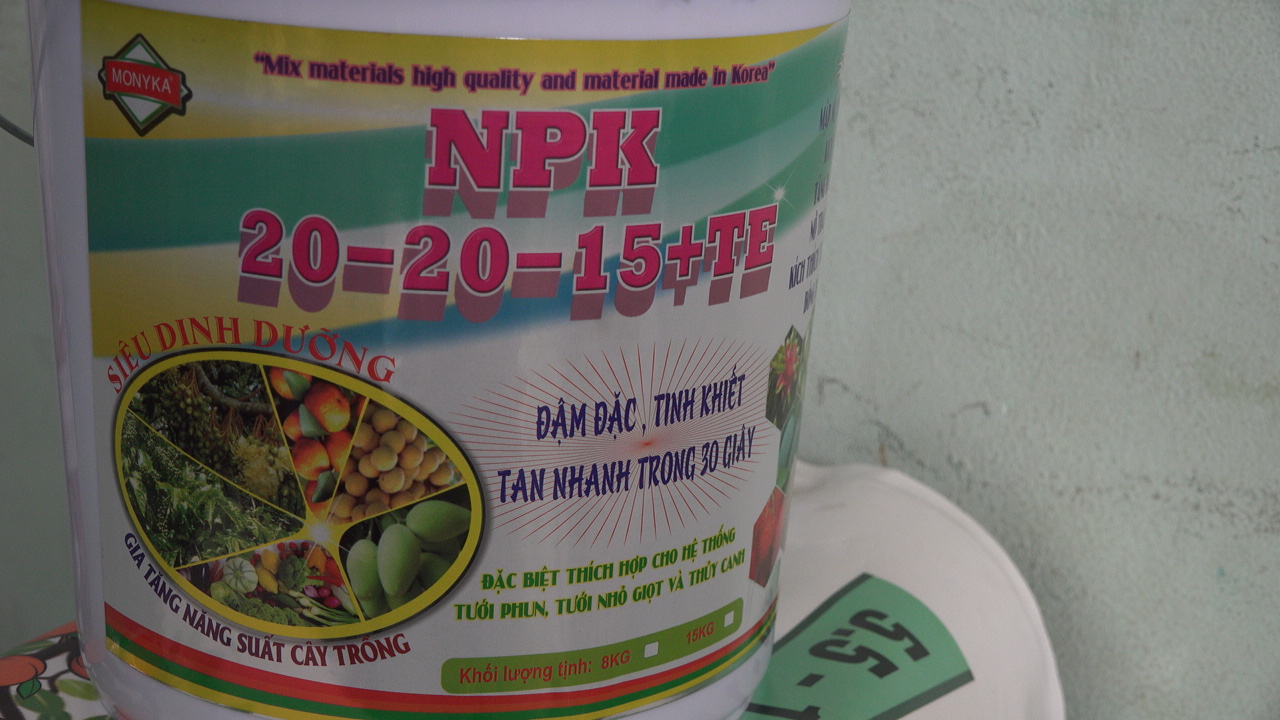 MONYKA
"Mix materials high quality and material made in Korea"
NPK
20-20-15+TE
SIÊU DINH DƯỠNG
ĐẬM ĐẶC , TINH KHIẾT
TAN NHANH TRONG 30 GIÂY
GIA TĂNG NĂNG SUẤT CÂY TRỒNG
ĐẶC BIỆT THÍCH HỢP CHO HỆ THỐNG
TƯỚI PHUN, TƯỚI NHỎ GIỌT VÀ THỦY CANH
Khối lượng tịnh: 8KG 15KG
KÍCH